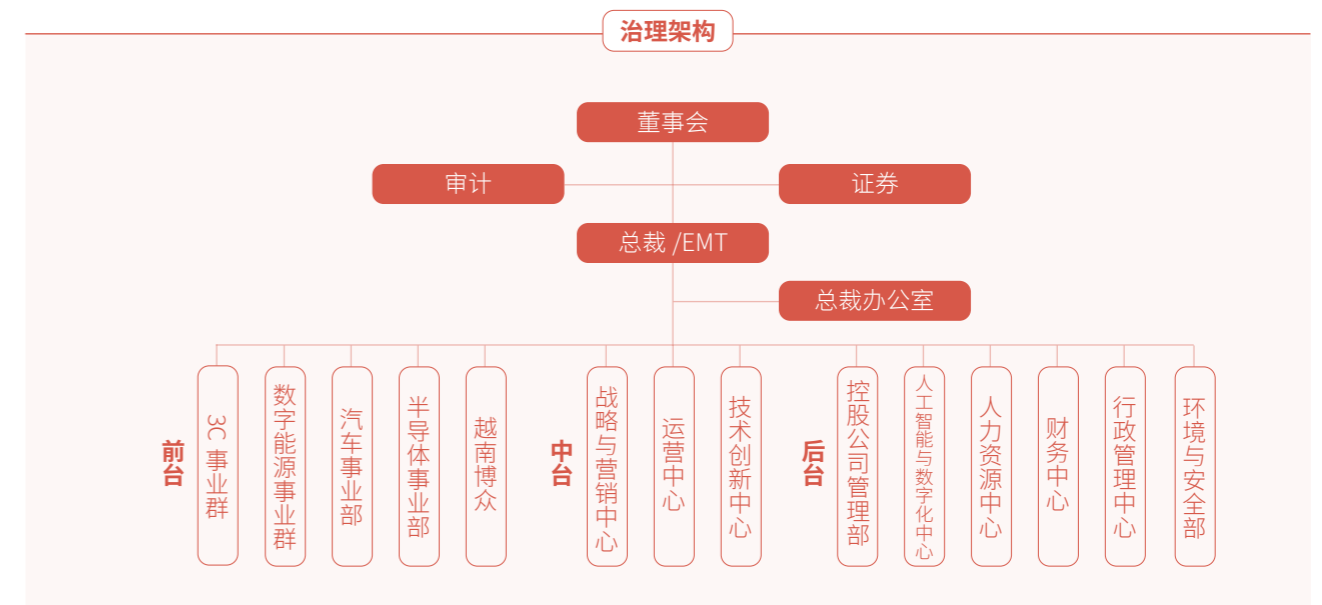 治理架构
董事会
审计
证券
总裁 /EMT
总裁办公室
前台
3C 事业群
数字能源事业群
汽车事业部
半导体事业部
越南博众
中台
战略与营销中心
运营中心
技术创新中心
后台
控股公司管理部
人工智能与数字化中心
人力资源中心
财务中心
行政管理中心
环境与安全部